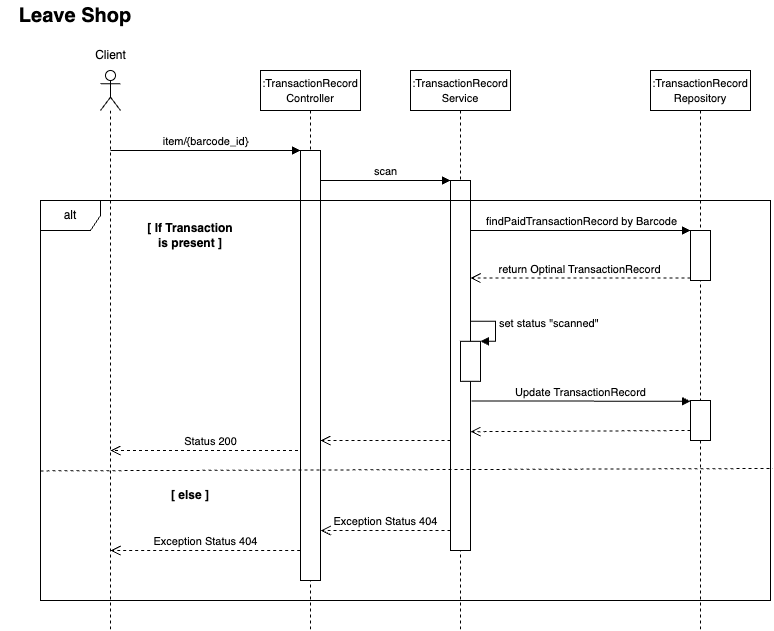 Leave Shop
Client
:TransactionRecord
Controller
:TransactionRecord
Service
:TransactionRecord
Repository
item/{barcode_id}
scan
alt
[ If Transaction
is present ]
findPaidTransactionRecord by Barcode
return Optinal TransactionRecord
set status "scanned"
Update TransactionRecord
Status 200
[ else ]
Exception Status 404
Exception Status 404